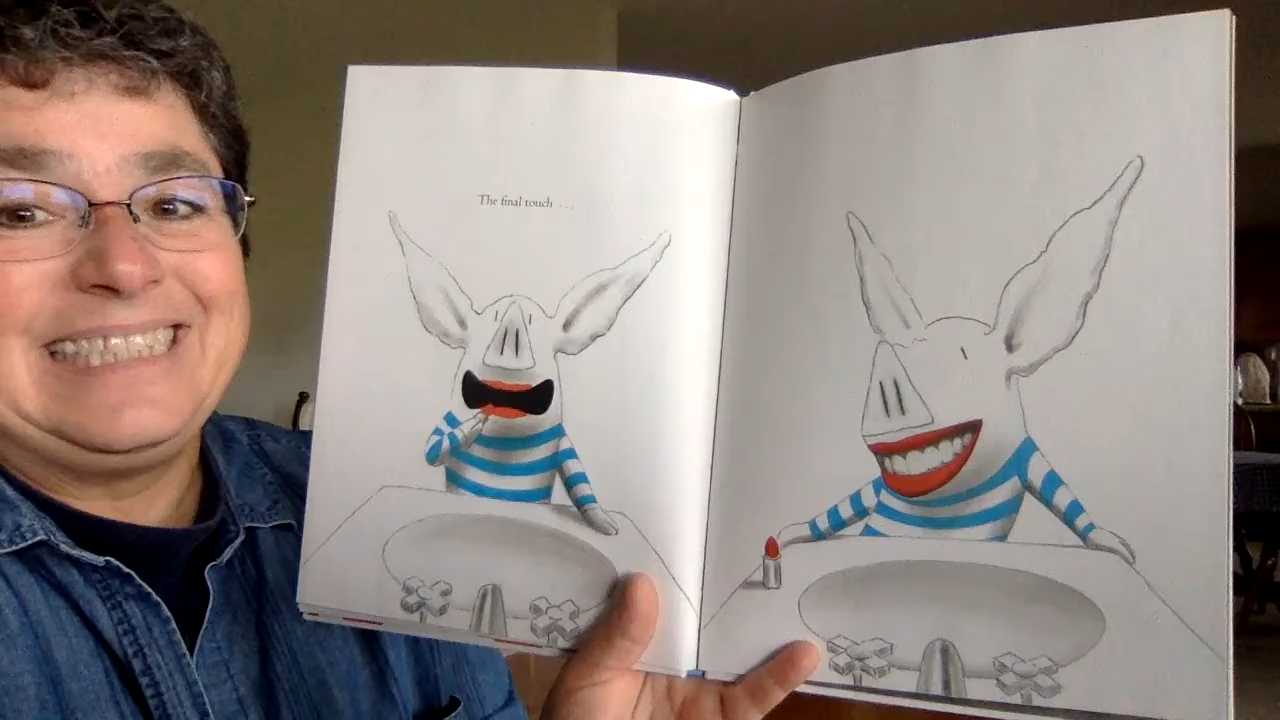 The final touch . . .